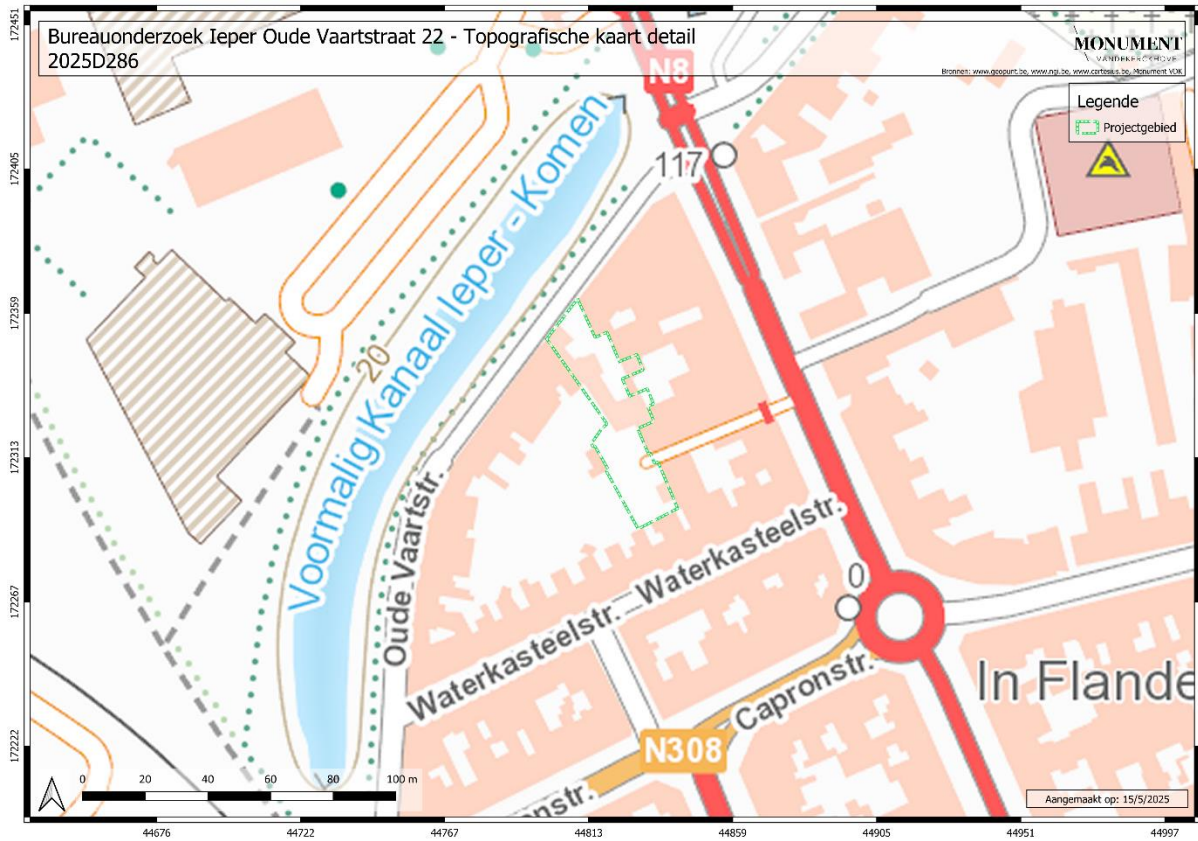 Bureauonderzoek Ieper Oude Vaartstraat 22 - Topografische kaart detail
2025D286
MONUMENT
VANDEKERCKHOVE
Bronnen: www.geopunt.be, www.ngi.be, www.cartesius.be, Monument VDK
Legende
Projectgebied
N8
117
Voormalig Kanaal Ieper - Komen
20
Oude Vaartstr.
Waterkasteelstr.
Waterkasteelstr.
0
Capronstr.
In Flande
N308
onstr.
0 20 40 60 80 100 m
Aangemaakt op: 15/5/2025
172451
172405
172359
172313
172267
172222
44676 44722 44767 44813 44859 44905 44951 44997